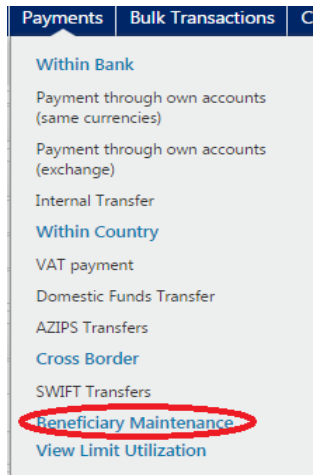 Payments Bulk Transactions C
Within Bank
Payment through own accounts
(same currencies)
Payment through own accounts
(exchange)
Internal Transfer
Within Country
VAT payment
Domestic Funds Transfer
AZIPS Transfers
Cross Border
SWIFT Transfers
Beneficiary Maintenance
View Limit Utilization